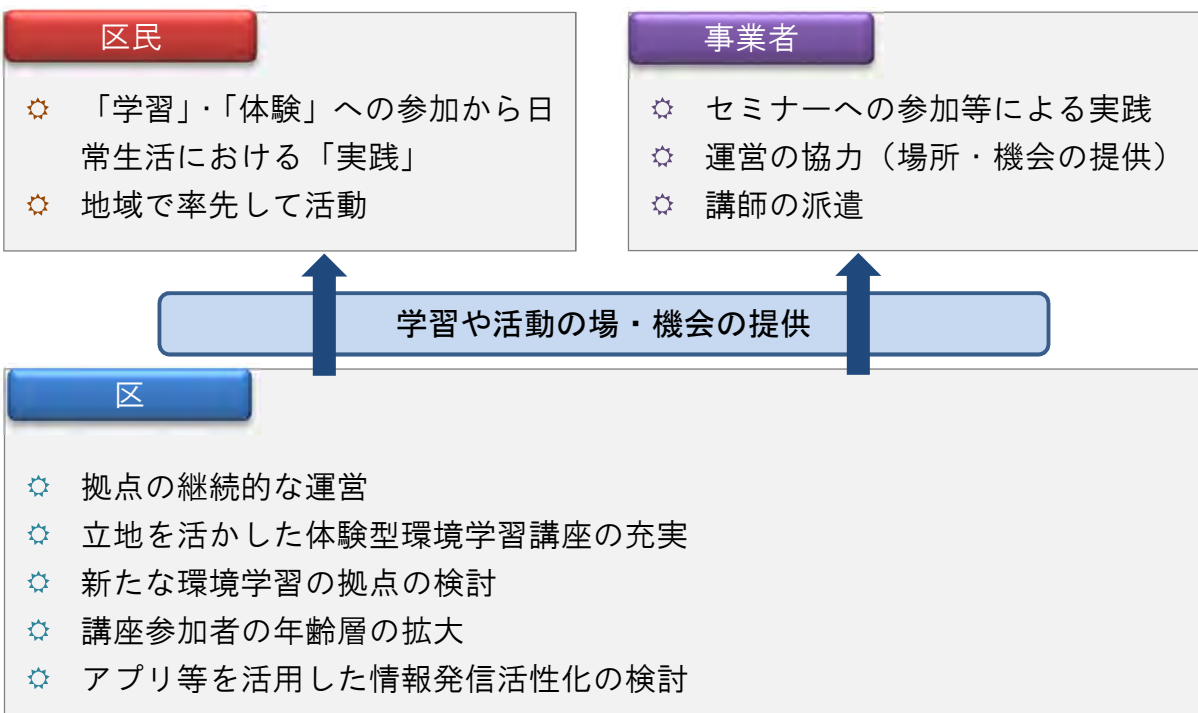 区民
「学習」・「体験」への参加から日
常生活における「実践」
地域で率先して活動
事業者
セミナーへの参加等による実践
運営の協力（場所・機会の提供）
講師の派遣
学習や活動の場・機会の提供
区
拠点の継続的な運営
立地を活かした体験型環境学習講座の充実
新たな環境学習の拠点の検討
講座参加者の年齢層の拡大
アプリ等を活用した情報発信活性化の検討